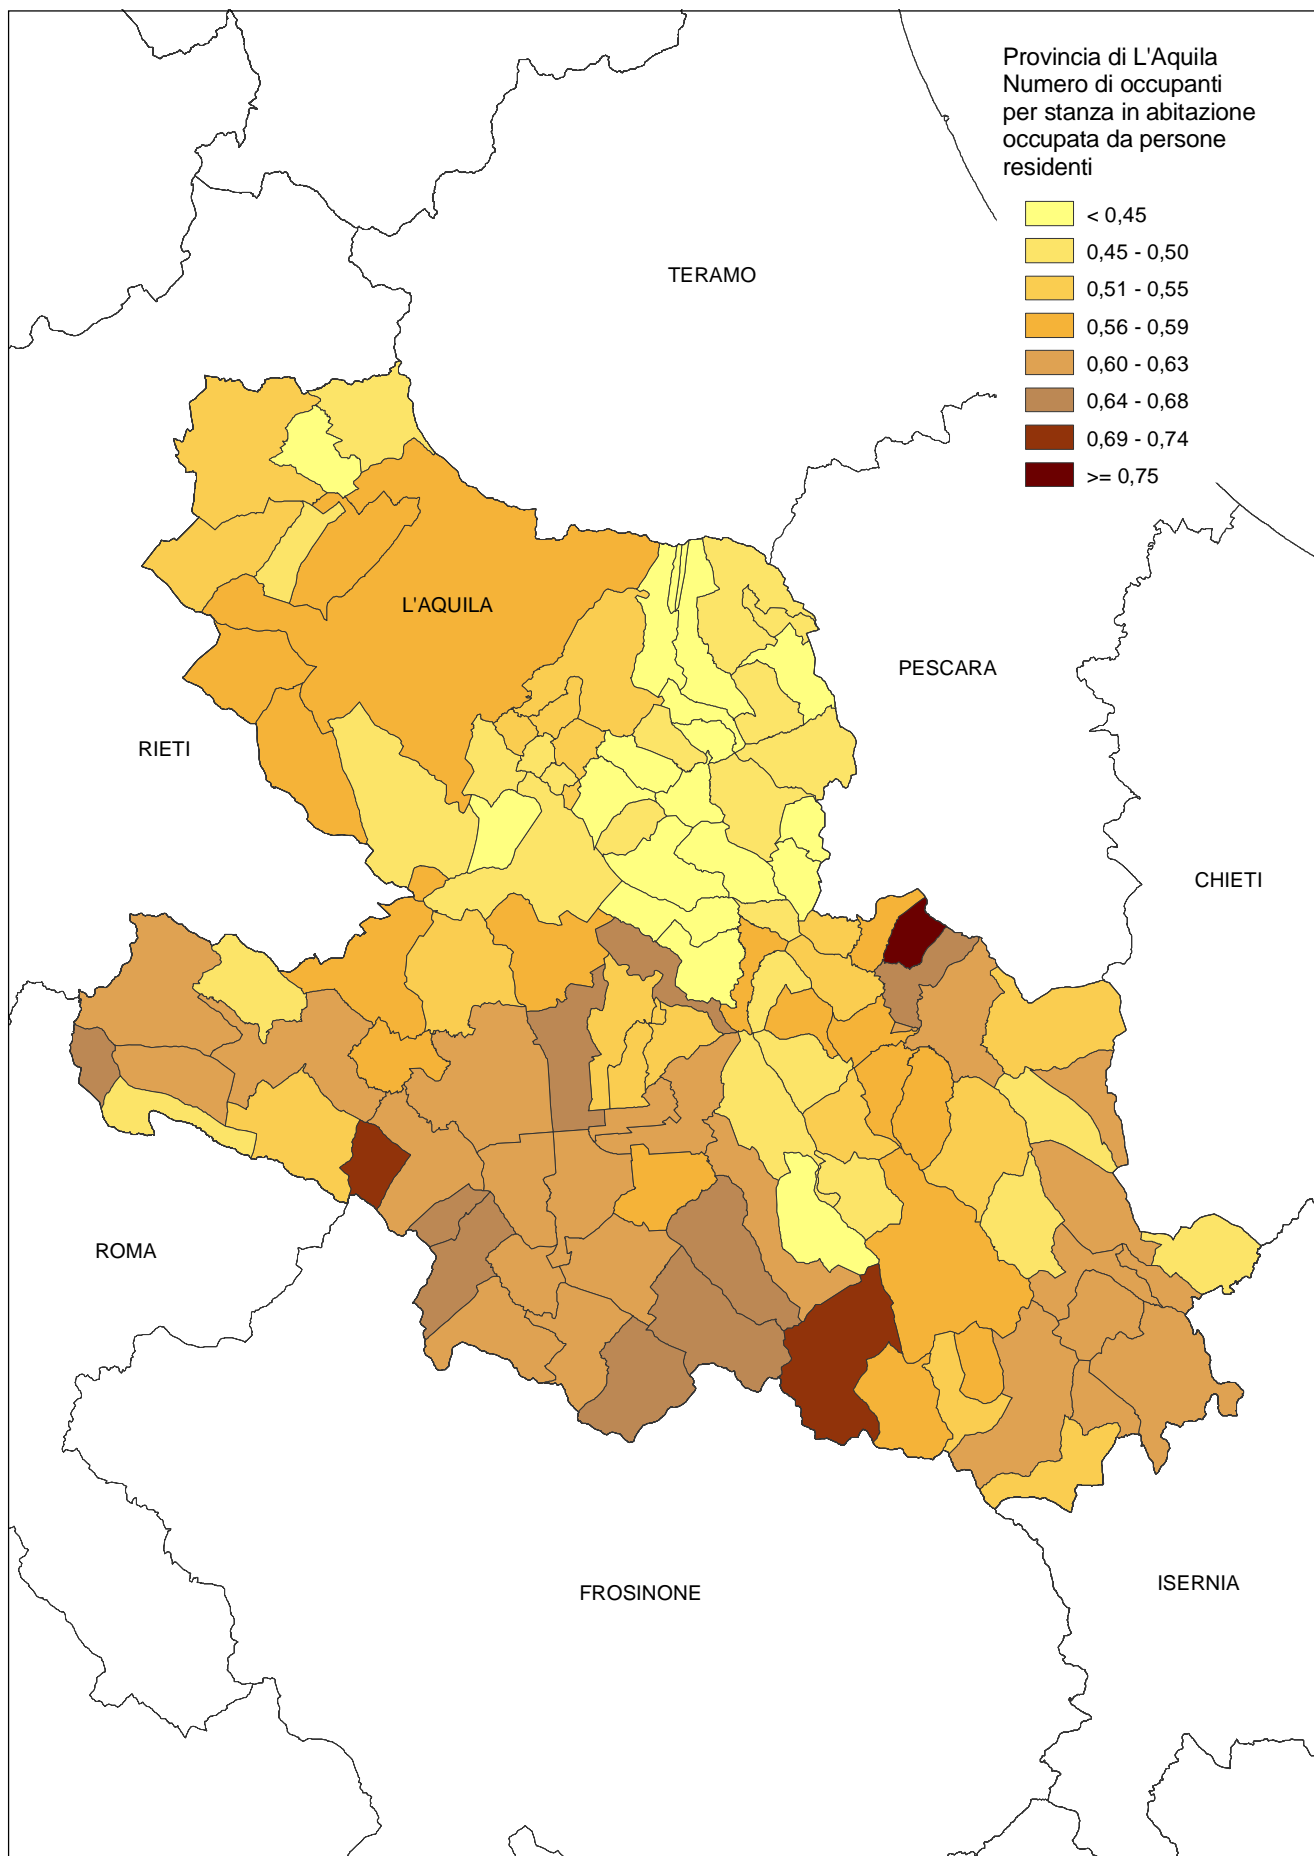 Provincia di L'Aquila
Numero di occupanti
per stanza in abitazione
occupata da persone
residenti
< 0,45
0,45 - 0,50
0,51 - 0,55
0,56 - 0,59
0,60 - 0,63
0,64 - 0,68
0,69 - 0,74
>= 0,75
TERAMO
L'AQUILA
PESCARA
RIETI
CHIETI
ROMA
FROSINONE
ISERNIA